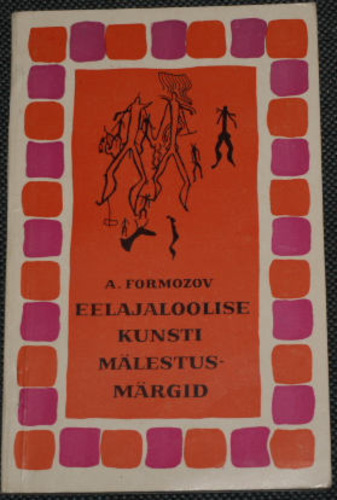 A. FORMOZOV
EELAJALOOLISE
KUNSTI
MÄLESTUS-
MÄRGID